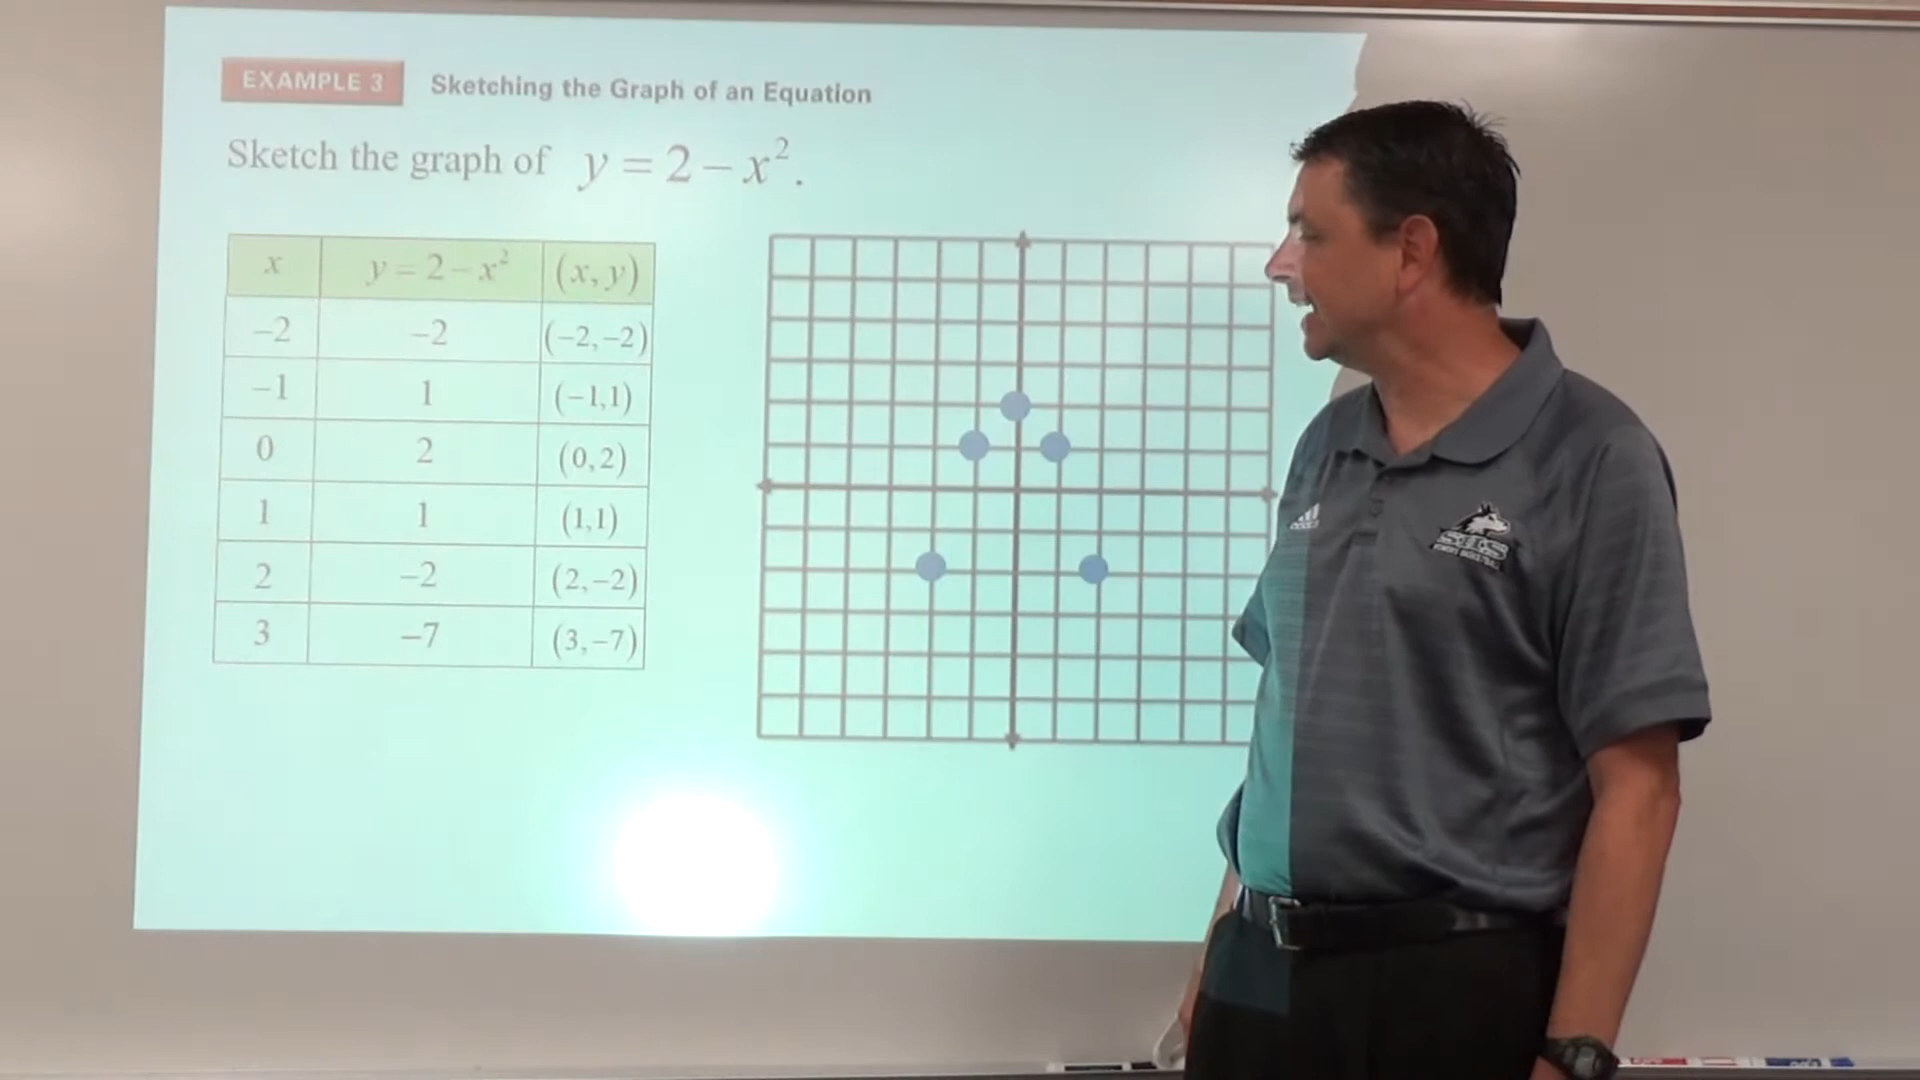 EXAMPLE 3 Sketching the Graph of an Equation
Sketch the graph of y = 2 – x².
x y = 2 – x² (x, y)
–2 –2 (–2, –2)
–1 1 (–1, 1)
0 2 (0, 2)
1 1 (1, 1)
2 –2 (2, –2)
3 –7 (3, –7)